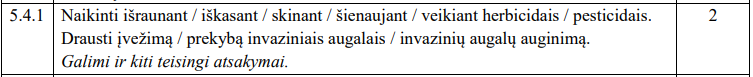 5.4.1 Naikinti išraunant / iškasant / skinant / šienaujant / veikiant herbicidais / pesticidais. 2
Drausti įvežimą / prekybą invaziniais augalais / invazinių augalų auginimą.
Galimi ir kiti teisingi atsakymai.